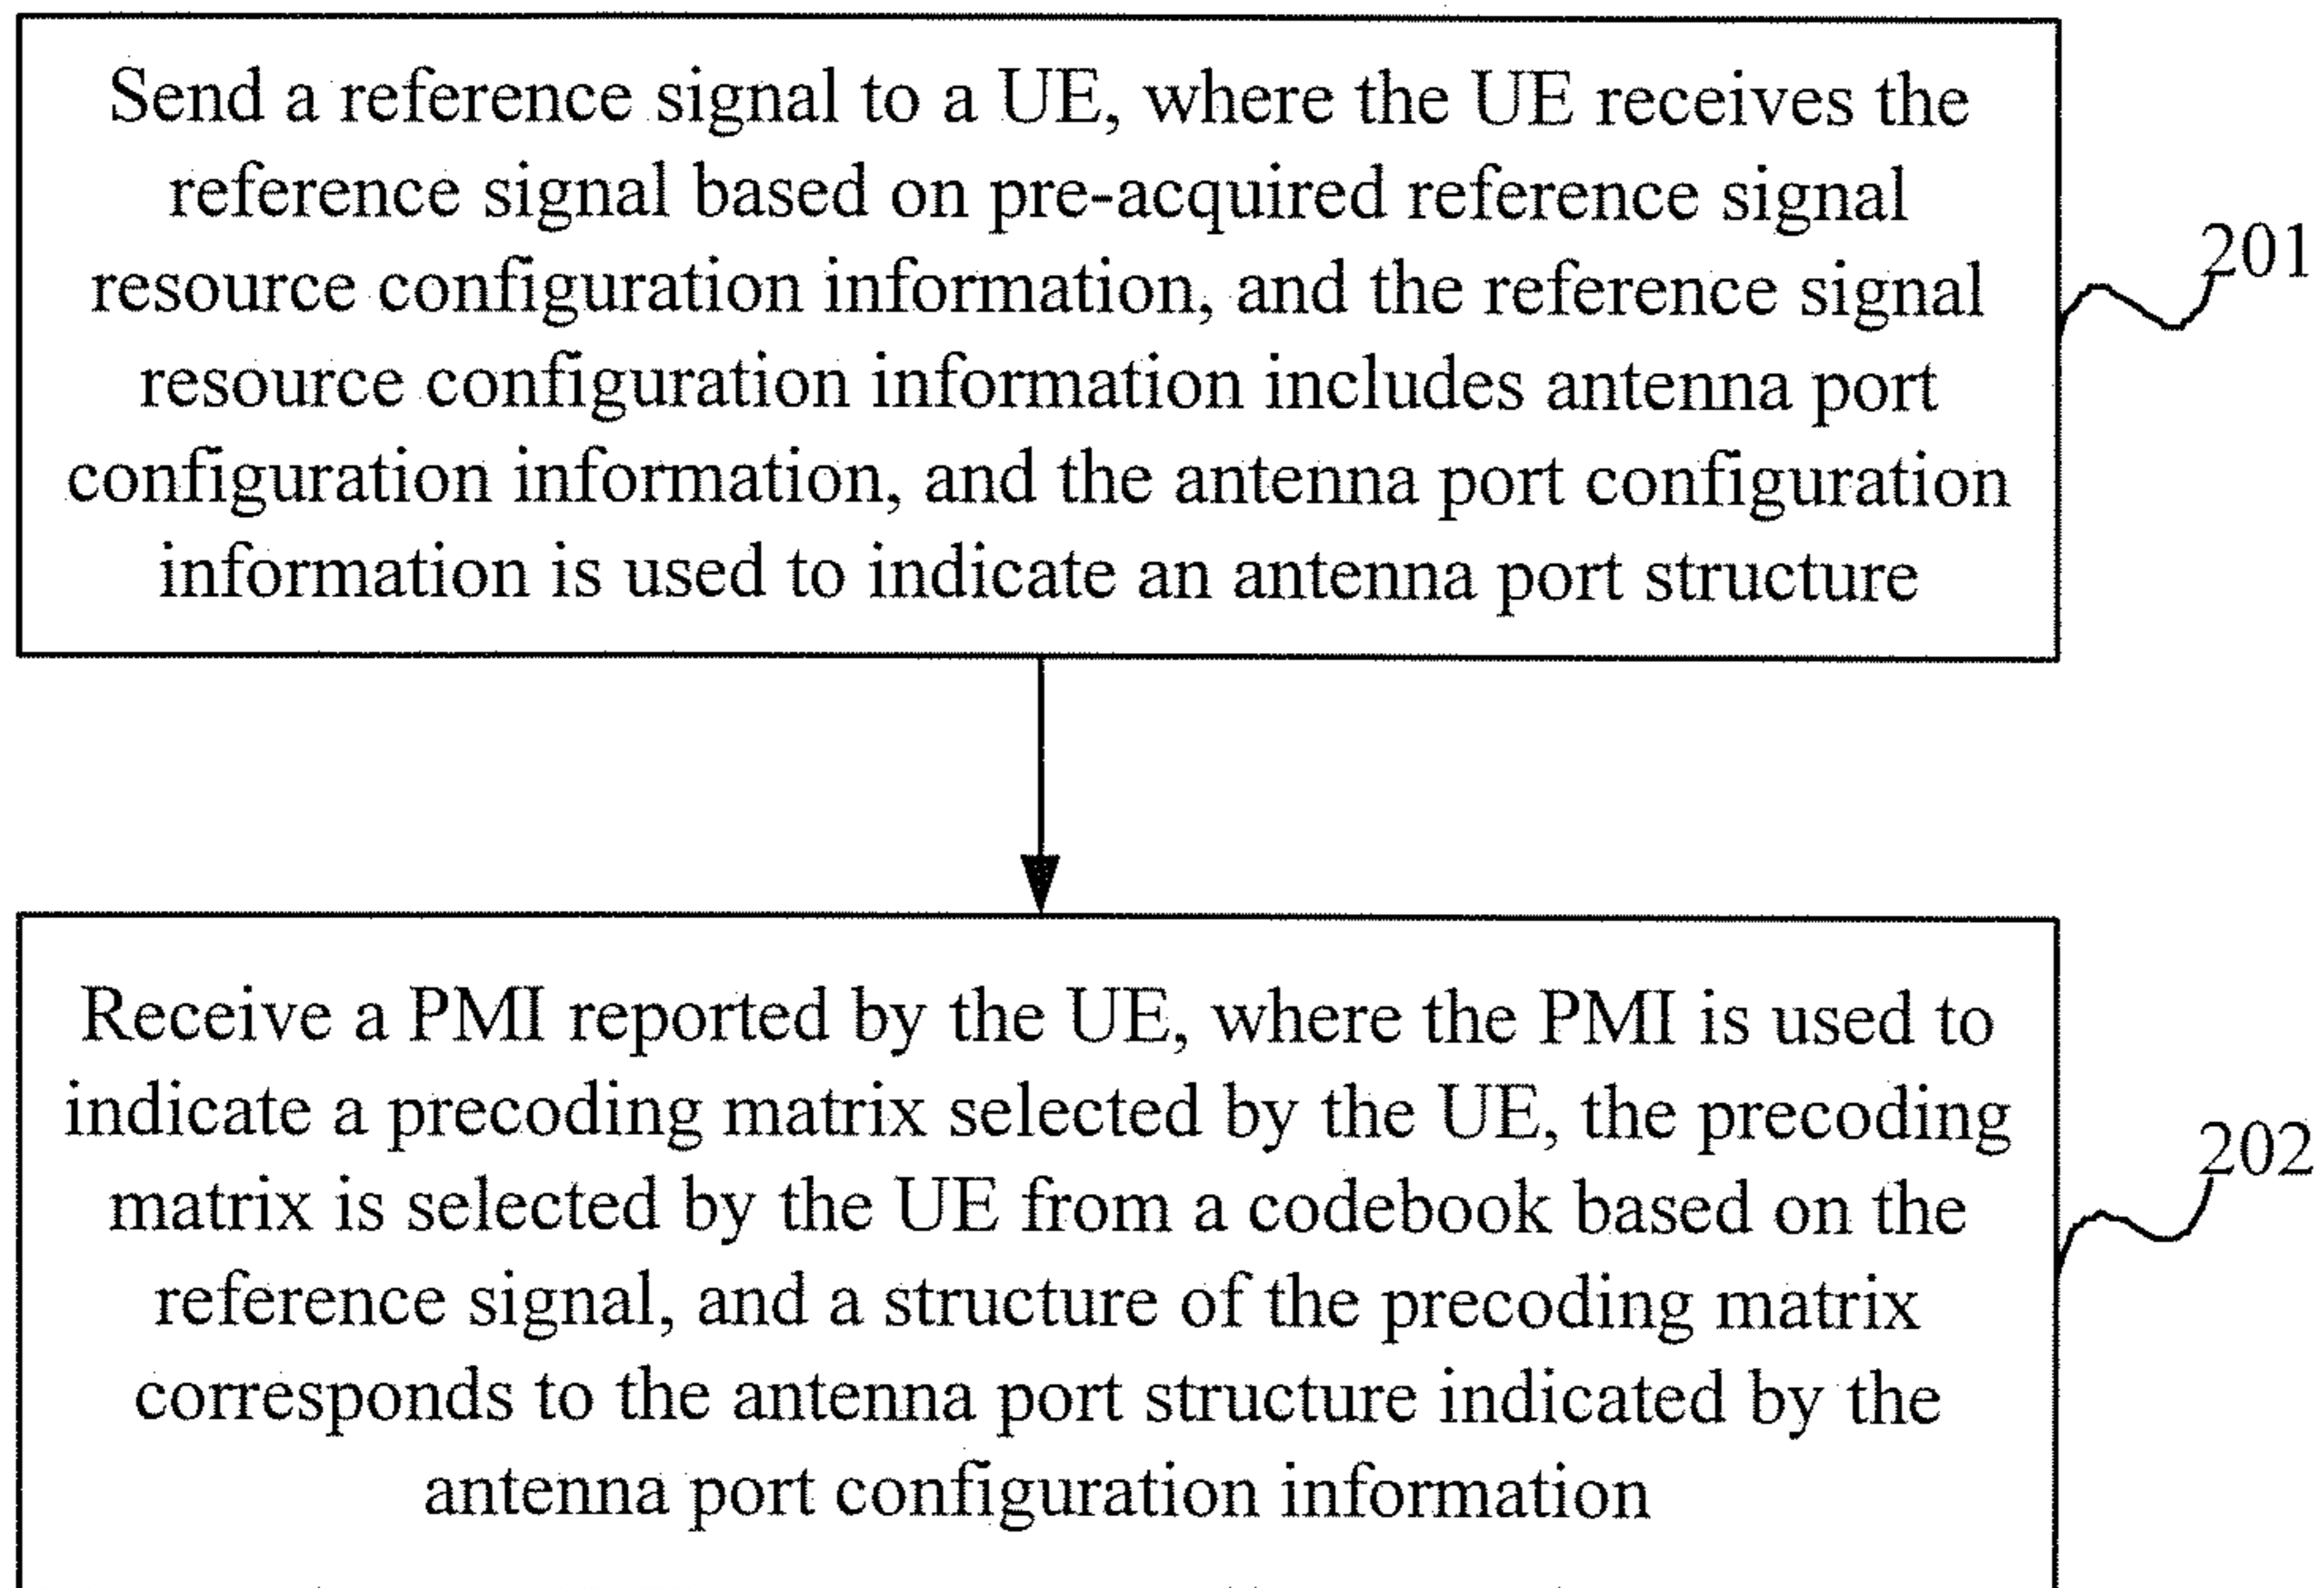 Send a reference signal to a UE, where the UE receives the
reference signal based on pre-acquired reference signal
resource configuration information, and the reference signal
resource configuration information includes antenna port
configuration information, and the antenna port configuration
information is used to indicate an antenna port structure
201
Receive a PMI reported by the UE, where the PMI is used to
indicate a precoding matrix selected by the UE, the precoding
matrix is selected by the UE from a codebook based on the
reference signal, and a structure of the precoding matrix
corresponds to the antenna port structure indicated by the
antenna port configuration information
202